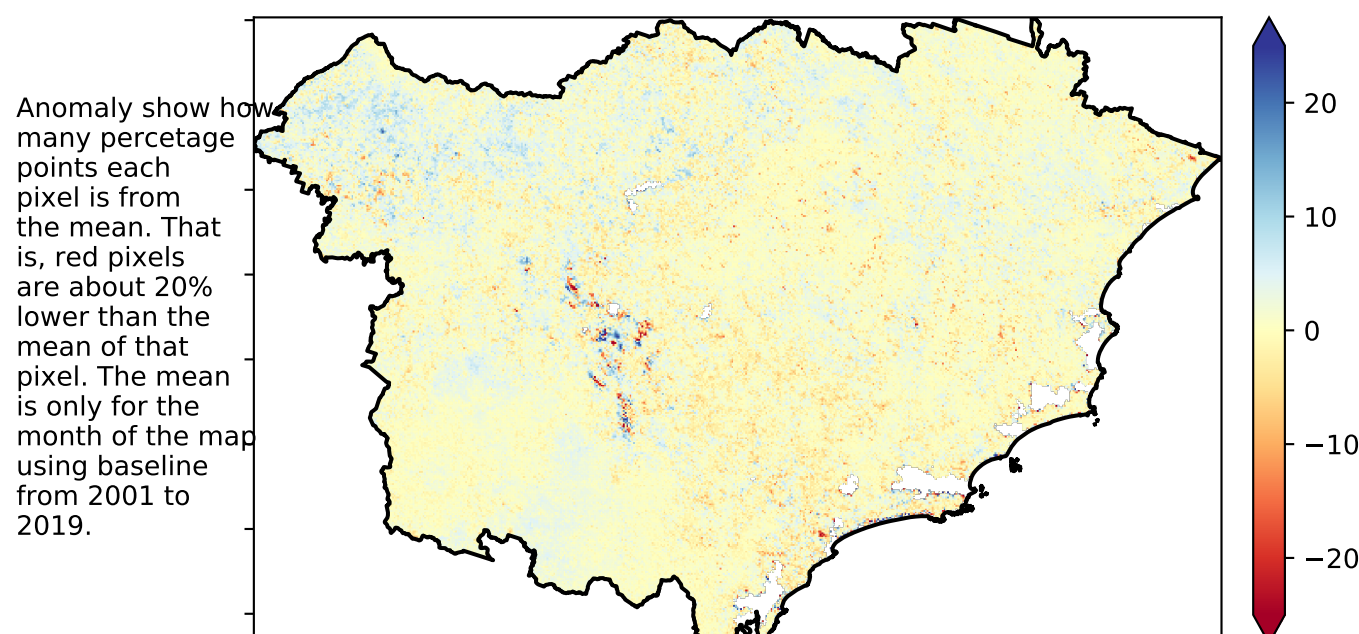 Anomaly show how
many percetage
points each
pixel is from
the mean. That
is, red pixels
are about 20%
lower than the
mean of that
pixel. The mean
is only for the
month of the map
using baseline
from 2001 to
2019.
20
10
0
−10
−20